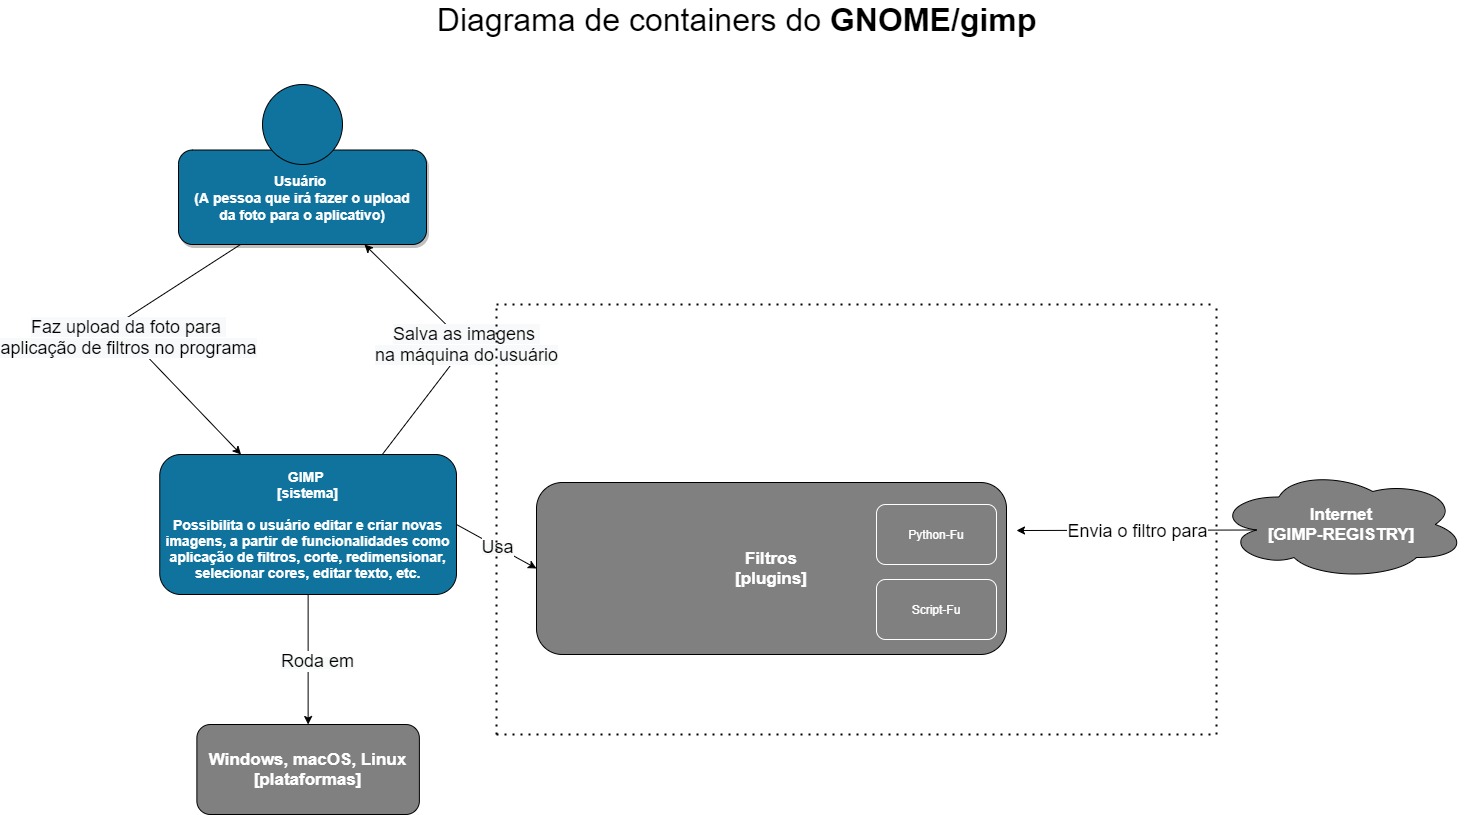 Diagrama de containers do GNOME/gimp
Usuário
(A pessoa que irá fazer o upload
da foto para o aplicativo)
Faz upload da foto para
aplicação de filtros no programa
Salva as imagens
na máquina do usuário
GIMP
[sistema]
Possibilita o usuário editar e criar novas
imagens, a partir de funcionalidades como
aplicação de filtros, corte, redimensionar,
selecionar cores, editar texto, etc.
Usa
Filtros
[plugins]
Python-Fu
Script-Fu
Envia o filtro para
Internet
[GIMP-REGISTRY]
Roda em
Windows, macOS, Linux
[plataformas]